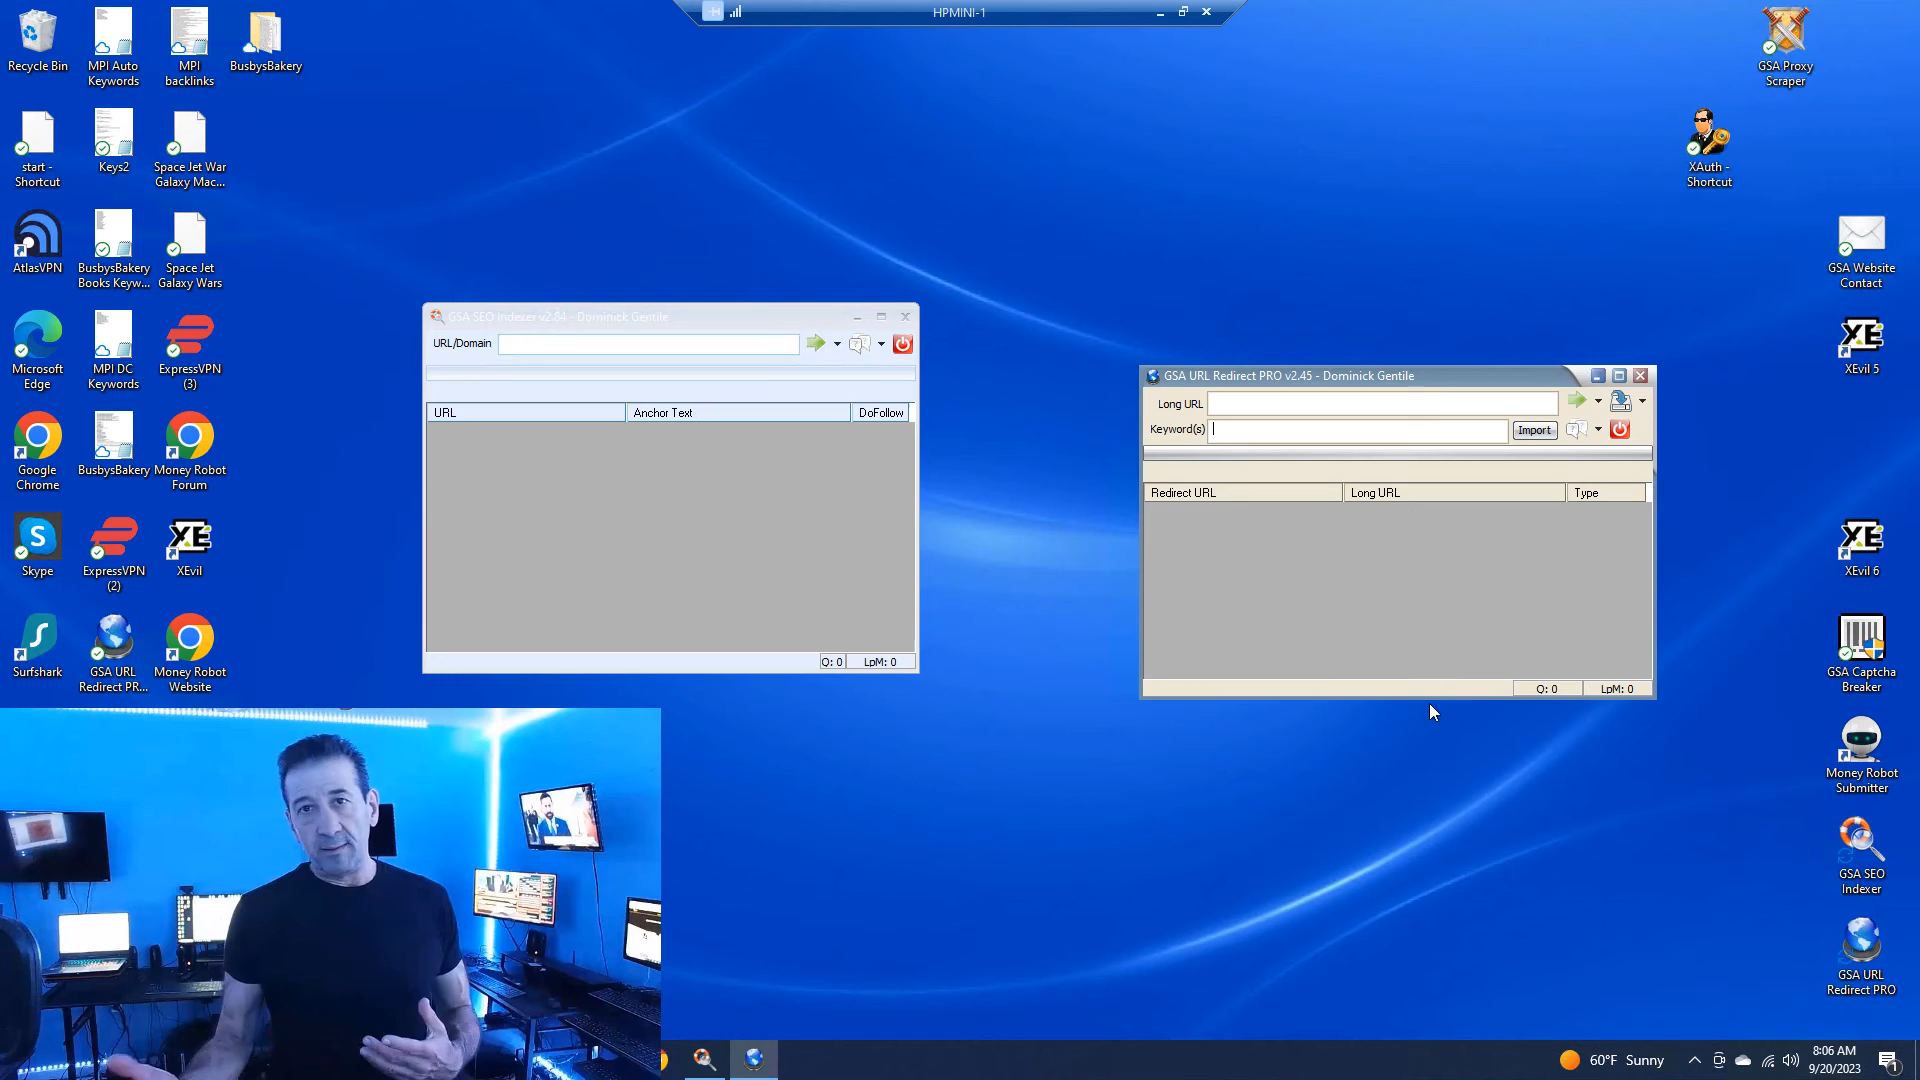 HPMINI-1
Recycle Bin
MPI Auto
Keywords
MPI
backlinks
BusbysBakery
GSA Proxy
Scraper
start -
Shortcut
Keys2
Space Jet War
Galaxy Mac...
XAuth -
Shortcut
AtlasVPN
BusbysBakery
Books Keyw...
Space Jet
Galaxy Wars
GSA Website
Contact
Microsoft
Edge
MPI DC
Keywords
ExpressVPN
(3)
XEvil 5
Google
Chrome
BusbysBakery
Money Robot
Forum
Skype
ExpressVPN
(2)
XE
XEvil
XE
XE
XEvil 6
Surfshark
GSA URL
Redirect PR...
Money Robot
Website
GSA Captcha
Breaker
Money Robot
Submitter
GSA SEO
Indexer
GSA URL
Redirect PRO
GSA SEO Indexer v2.84 - Dominick Gentile
URL/Domain
URL Anchor Text DoFollow
Q: 0 LpM: 0
GSA URL Redirect PRO v2.45 - Dominick Gentile
Long URL
Keyword(s) Import
Redirect URL Long URL Type
Q: 0 LpM: 0
60°F Sunny
8:06 AM
9/20/2023
1